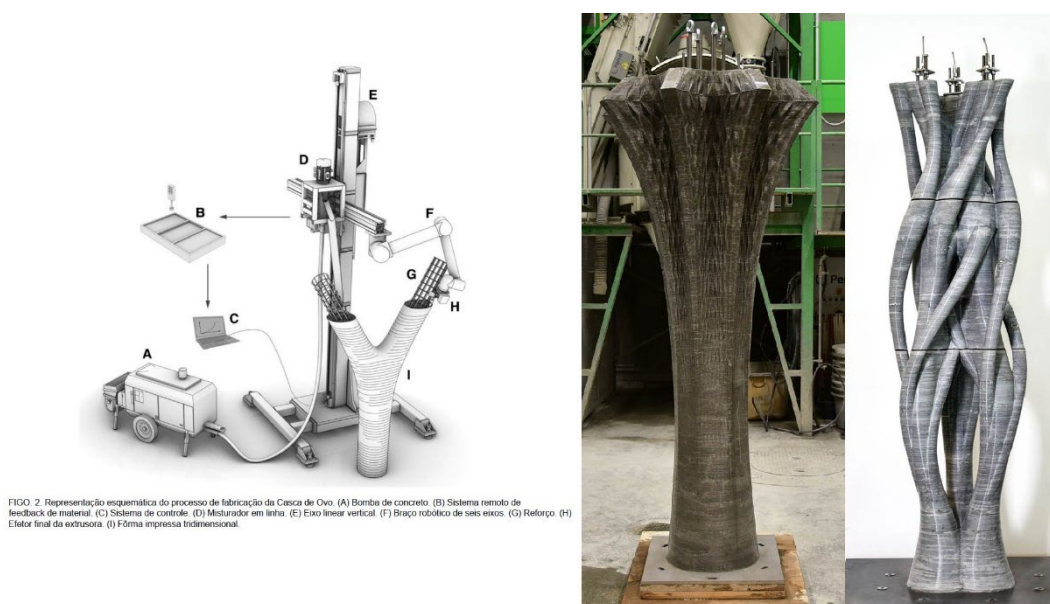 E
D
F
B
G
H
C
A
I
FIGO. 2. Representação esquemática do processo de fabricação da Casca de Ovo. (A) Bomba de concreto. (B) Sistema remoto de
feedback de material. (C) Sistema de controle. (D) Misturador em linha. (E) Eixo linear vertical. (F) Braço robótico de seis eixos. (G) Reforço. (H)
Efetor final da extrusora. (I) Fôrma impressa tridimensional.